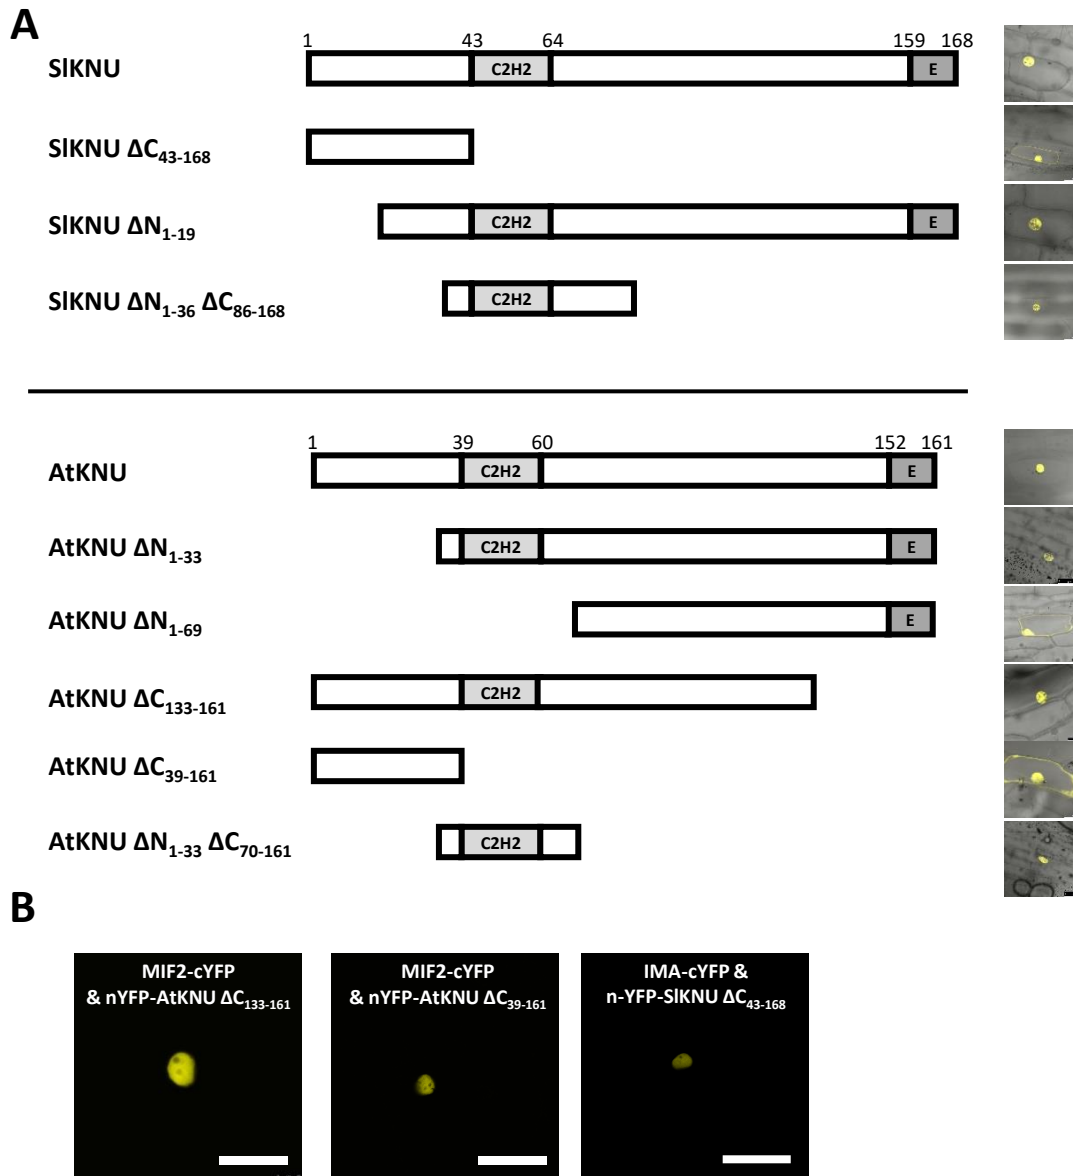 A
1 43 64 159 168
SlKNU C2H2 E
SlKNU ΔC43-168
SlKNU ΔN1-19 C2H2 E
SlKNU ΔN1-36 ΔC86-168 C2H2
1 39 60 152 161
AtKNU C2H2 E
AtKNU ΔN1-33 C2H2 E
AtKNU ΔN1-69 E
AtKNU ΔC133-161 C2H2
AtKNU ΔC39-161
AtKNU ΔN1-33 ΔC70-161 C2H2
B
MIF2-cYFP
& nYFP-AtKNU ΔC133-161
MIF2-cYFP
& nYFP-AtKNU ΔC39-161
IMA-cYFP &
n-YFP-SlKNU ΔC43-168